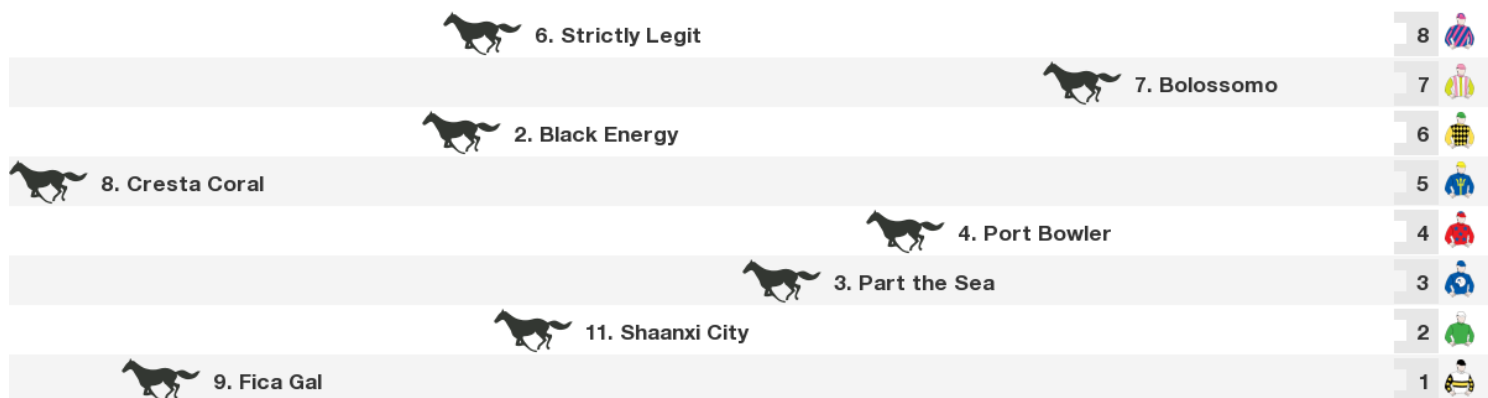 6. Strictly Legit 8
7. Bolossomo 7
2. Black Energy 6
8. Cresta Coral 5
4. Port Bowler 4
3. Part the Sea 3
11. Shaanxi City 2
9. Fica Gal 1